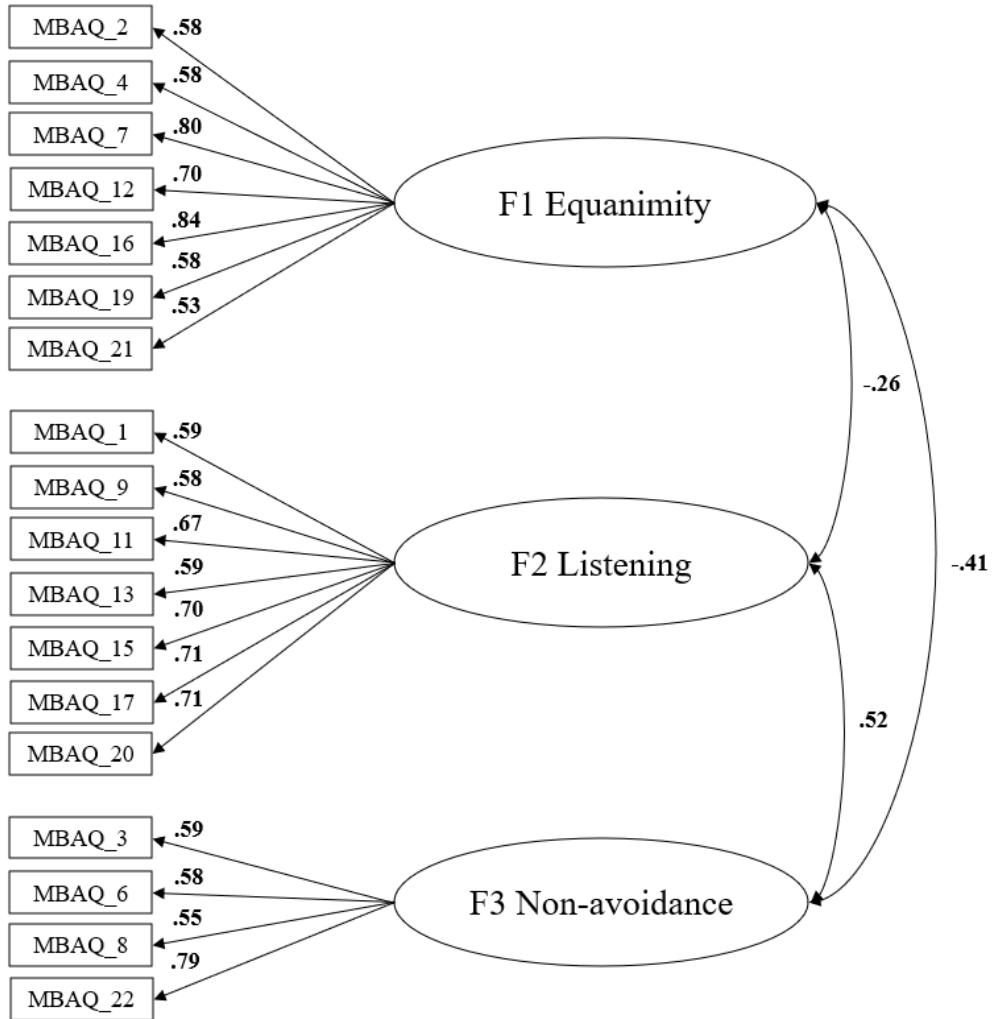 MBAQ_2
.58
MBAQ_4
.58
MBAQ_7
.80
MBAQ_12
.70
MBAQ_16
.84
MBAQ_19
.58
MBAQ_21
.53
F1 Equanimity
-.26
MBAQ_1
.59
MBAQ_9
.58
MBAQ_11
.67
MBAQ_13
.59
MBAQ_15
.70
MBAQ_17
.71
MBAQ_20
.71
F2 Listening
-.41
.52
MBAQ_3
.59
MBAQ_6
.58
MBAQ_8
.55
MBAQ_22
.79
F3 Non-avoidance